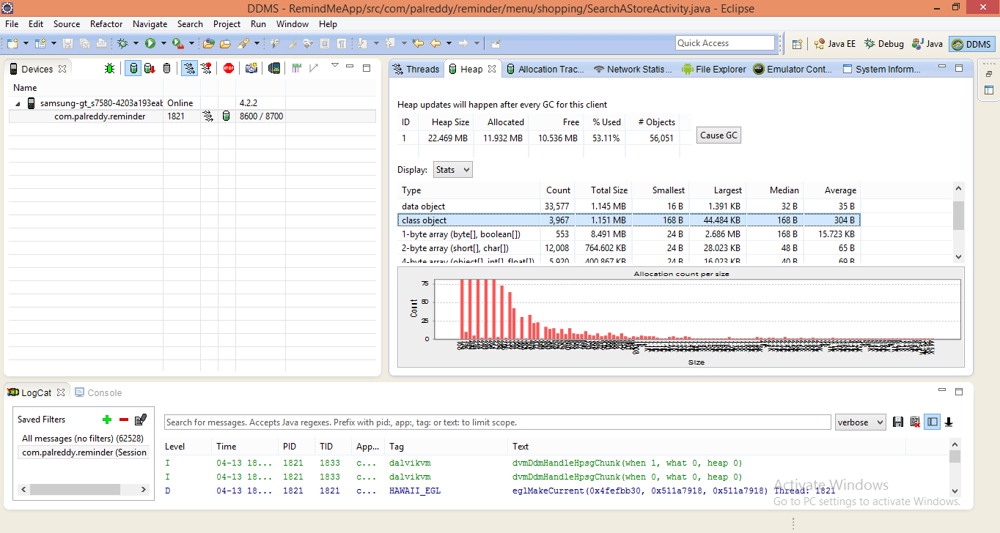 DDMS - RemindMeApp/src/com/palreddy/reminder/menu/shopping/SearchAStoreActivity.java - Eclipse
File Edit Source Refactor Navigate Search Project Run Window Help
Quick Access Java EE Debug Java DDMS
Devices
Name
samsung-gt_s7580-4203a193eab Online 4.2.2
com.palreddy.reminder 1821 8600 / 8700
Threads Heap Allocation Trac... Network Statis... File Explorer Emulator Cont... System Inform...
Heap updates will happen after every GC for this client
ID Heap Size Allocated Free % Used # Objects
1 22.469 MB 11.932 MB 10.536 MB 53.11% 56,051
Cause GC
Display: Stats
Type Count Total Size Smallest Largest Median Average
data object 33,577 1.145 MB 16 B 1.391 KB 32 B 35 B
class object 3,967 1.151 MB 168 B 44.484 KB 168 B 304 B
1-byte array (byte[], boolean[]) 553 8.491 MB 24 B 2.686 MB 168 B 15.723 KB
2-byte array (short[], char[]) 12,008 764.602 KB 24 B 28.023 KB 48 B 65 B
4-byte array (object[], int[], float[]) 5,920 400.867 KB 24 B 16.023 KB 40 B 69 B
Allocation count per size
75
50
25
0
Count
Size
LogCat Console
Saved Filters
All messages (no filters) (62528)
com.palreddy.reminder (Session
Search for messages. Accepts Java regexes. Prefix with pid:, app:, tag: or text: to limit scope.
verbose
Level Time PID TID App... Tag Text
I 04-13 18... 1821 1833 c... dalvikvm dvmDdmHandleHpsgChunk(when 1, what 0, heap 0)
I 04-13 18... 1821 1833 c... dalvikvm dvmDdmHandleHpsgChunk(when 0, what 0, heap 0)
D 04-13 18... 1821 1821 c... HAWAII_EGL eglMakeCurrent(0x4fefbb30, 0x511a7918, 0x511a7918) Thread: 1821
Activate Windows
Go to PC settings to activate Windows.